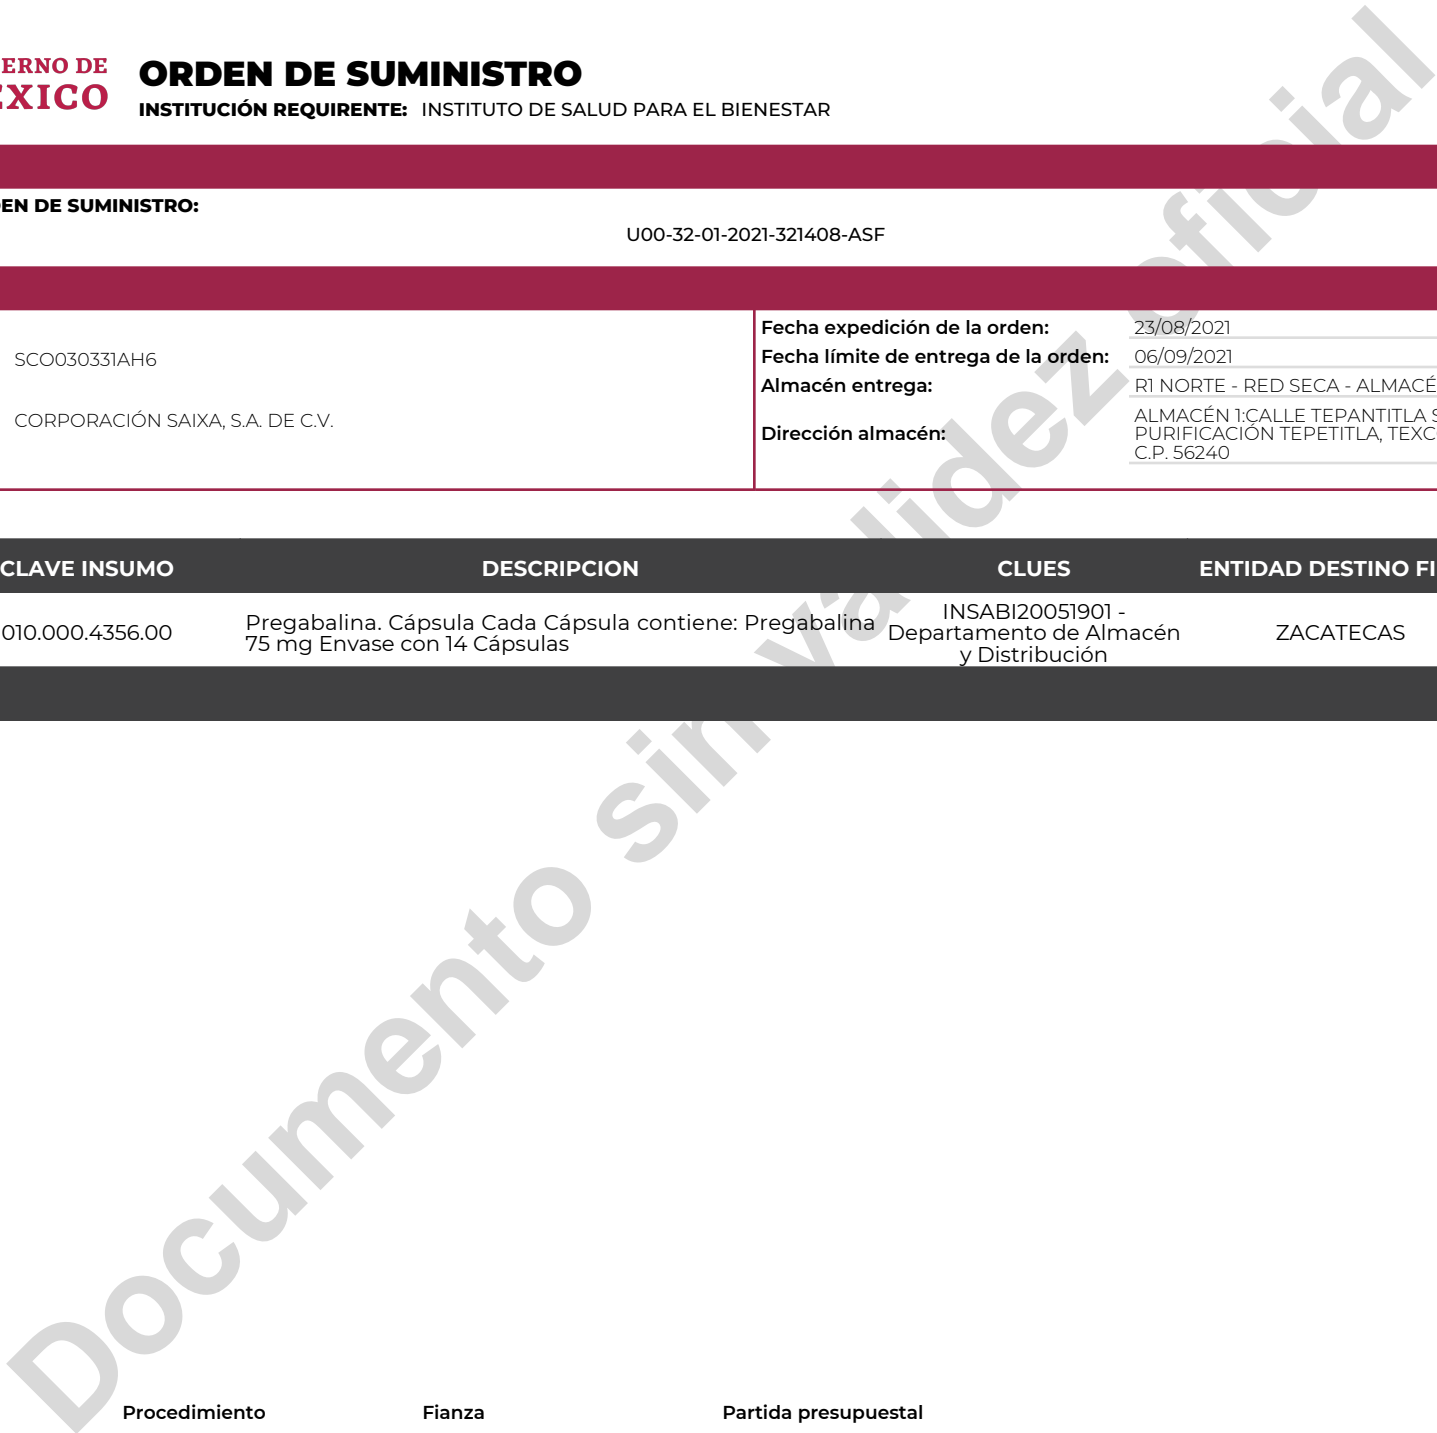 ERNO DE
ÉXICO
ORDEN DE SUMINISTRO
INSTITUCIÓN REQUIRENTE: INSTITUTO DE SALUD PARA EL BIENESTAR
EN DE SUMINISTRO:
U00-32-01-2021-321408-ASF
SCO030331AH6
CORPORACIÓN SAIXA, S.A. DE C.V.
Fecha expedición de la orden: 23/08/2021
Fecha límite de entrega de la orden: 06/09/2021
Almacén entrega: R1 NORTE - RED SECA - ALMACÉ
Dirección almacén: ALMACÉN 1:CALLE TEPANTITLA S
PURIFICACIÓN TEPETITLA, TEXC
C.P. 56240
CLAVE INSUMO DESCRIPCION CLUES ENTIDAD DESTINO FI
010.000.4356.00
Pregabalina. Cápsula Cada Cápsula contiene: Pregabalina
75 mg Envase con 14 Cápsulas
INSABI20051901 -
Departamento de Almacén
y Distribución
ZACATECAS
Documento sin validez oficial
Procedimiento Fianza Partida presupuestal